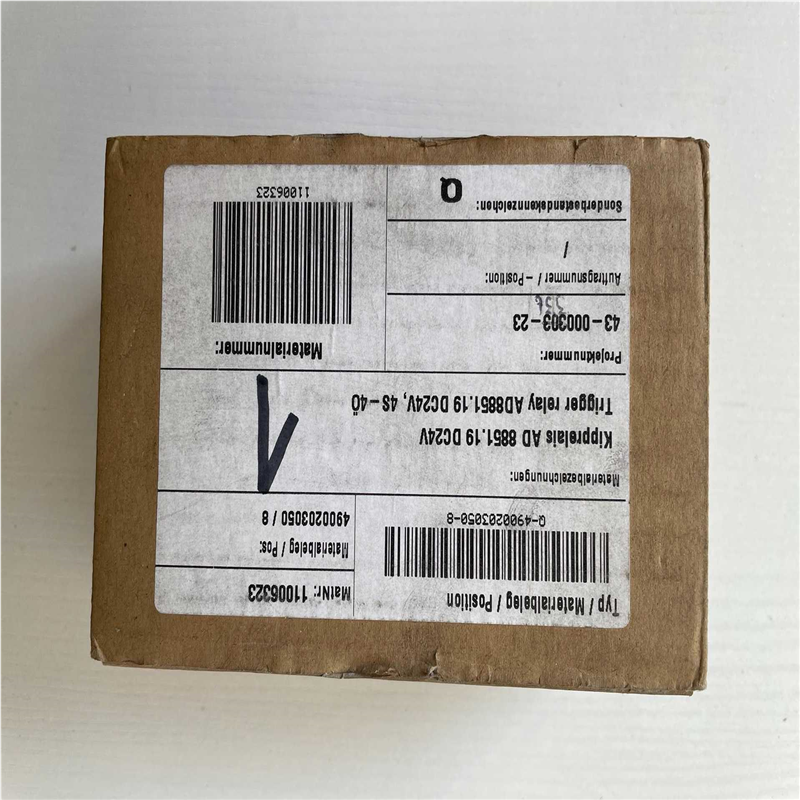 Typ / Materialbeleg / Position
Q-4900203050-8
MatNr: 11006323
Materialbeleg / Pos:
4900203050 / 8
Materialbezeichnungen:
Kipprelais AD 8851.19 DC24V
Trigger relay AD8851.19 DC24V, 4S-4Ö
1
Projektnummer:
43-000303-23
Auftragsnummer / -Position:
/
Sonderbestandskennzeichen:
Q
Materialnummer:
11006323